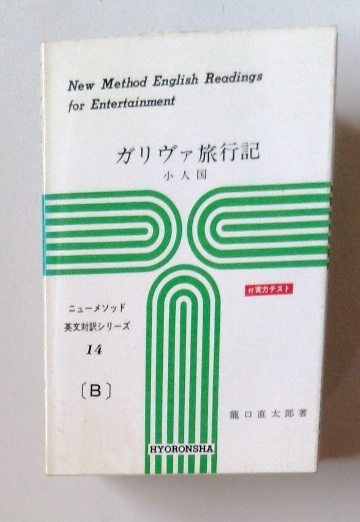 New Method English Readings
for Entertainment
ガリヴァ旅行記
小人国
付実力テスト
ニューメソッド
英文対訳シリーズ
14
〔B〕
龍口直太郎著
HYORONSHA